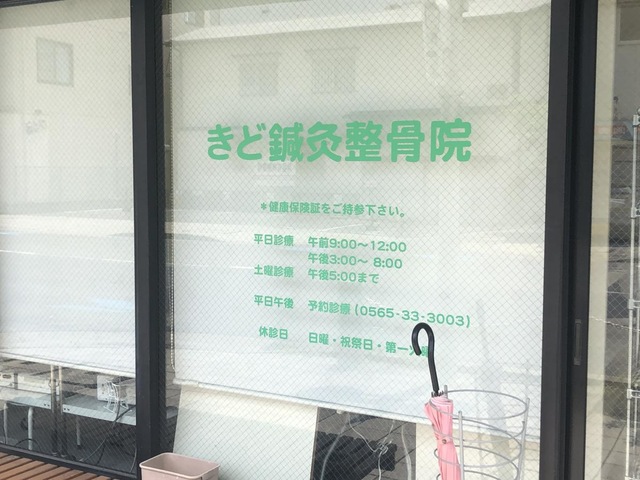 きど鍼灸整骨院
＊健康保険証をご持参下さい。
平日診療 午前9:00～12:00
午後3:00～ 8:00
土曜診療 午後5:00まで
平日午後 予約診療(0565-33-3003)
休診日 日曜・祝祭日・第一